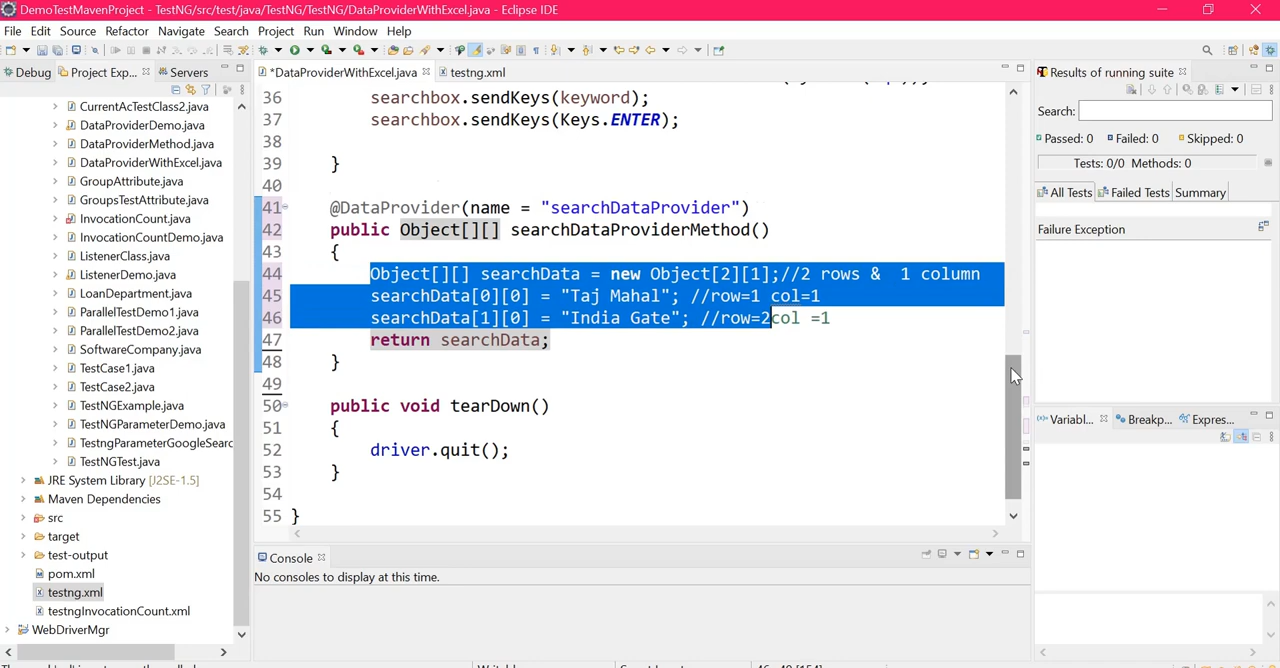 DemoTestMavenProject - TestNG/src/test/java/TestNG/TestNG/DataProviderWithExcel.java - Eclipse IDE
File Edit Source Refactor Navigate Search Project Run Window Help
Debug Project Exp... Servers
*DataProviderWithExcel.java testng.xml
Results of running suite
CurrentAcTestClass2.java
DataProviderDemo.java
DataProviderMethod.java
DataProviderWithExcel.java
GroupAttribute.java
GroupsTestAttribute.java
InvocationCount.java
InvocationCountDemo.java
ListenerClass.java
ListenerDemo.java
LoanDepartment.java
ParallelTestDemo1.java
ParallelTestDemo2.java
SoftwareCompany.java
TestCase1.java
TestCase2.java
TestNGExample.java
TestNGParameterDemo.java
TestngParameterGoogleSearc
TestNGTest.java
JRE System Library [J2SE-1.5]
Maven Dependencies
src
target
test-output
pom.xml
testng.xml
testngInvocationCount.xml
WebDriverMgr
36 searchbox.sendKeys(keyword);
37 searchbox.sendKeys(Keys.ENTER);
38
39 }
40
41 @DataProvider(name = "searchDataProvider")
42 public Object[][] searchDataProviderMethod()
43 {
44 Object[][] searchData = new Object[2][1];//2 rows & 1 column
45 searchData[0][0] = "Taj Mahal"; //row=1 col=1
46 searchData[1][0] = "India Gate"; //row=2col =1
47 return searchData;
48 }
49
50 public void tearDown()
51 {
52 driver.quit();
53 }
54
55 }
Console
No consoles to display at this time.
Search:
Passed: 0 Failed: 0 Skipped: 0
Tests: 0/0 Methods: 0
All Tests Failed Tests Summary
Failure Exception
Variabl... Breakp... Expres...